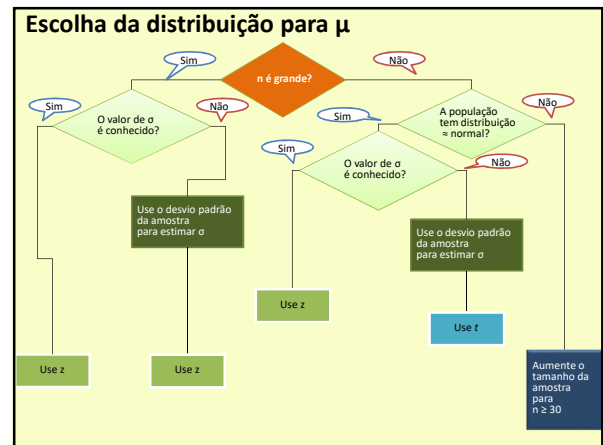 Escolha da distribuição para μ
n é grande?
Sim
Não
Sim
O valor de σ
é conhecido?
Não
Sim
A população
tem distribuição
≈ normal?
Não
Sim
O valor de σ
é conhecido?
Não
Use o desvio padrão
da amostra
para estimar σ
Use o desvio padrão
da amostra
para estimar σ
Use z
Use t
Use z
Use z
Aumente o
tamanho da
amostra
para
n ≥ 30